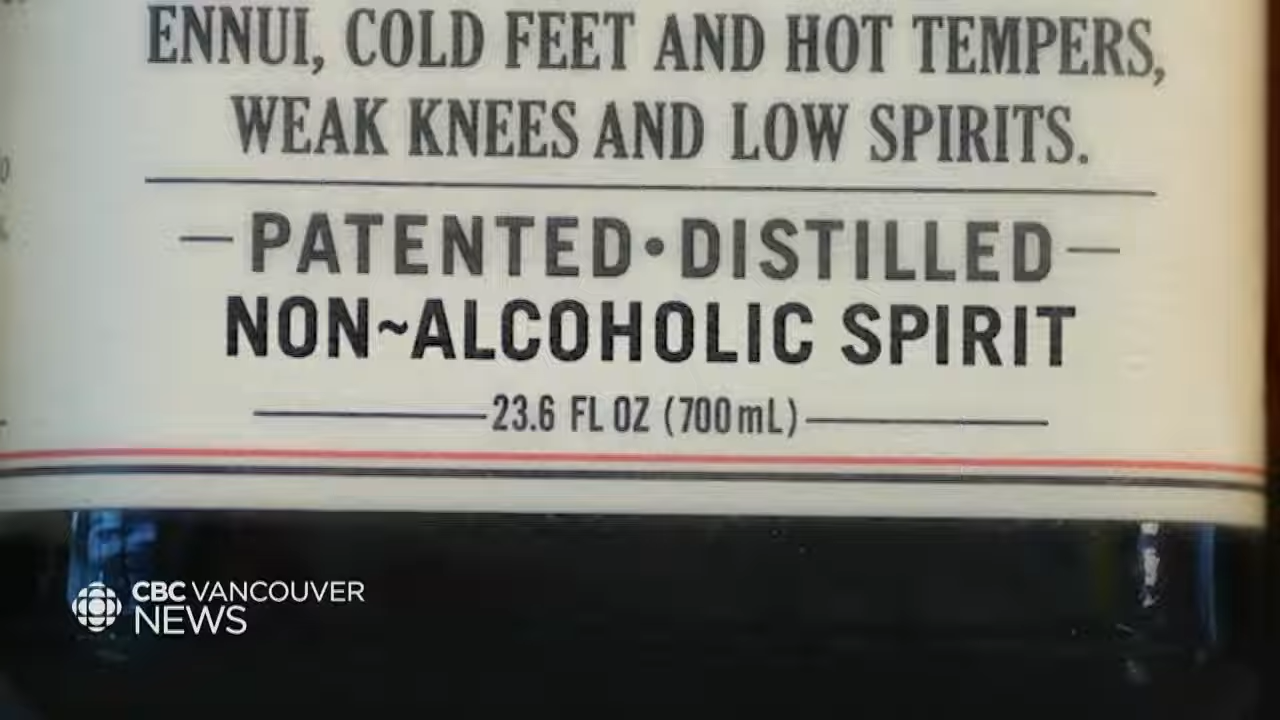 ENNUI, COLD FEET AND HOT TEMPERS,
WEAK KNEES AND LOW SPIRITS.
—PATENTED•DISTILLED—
NON~ALCOHOLIC SPIRIT
23.6 FL OZ (700mL)
CBC VANCOUVER
NEWS